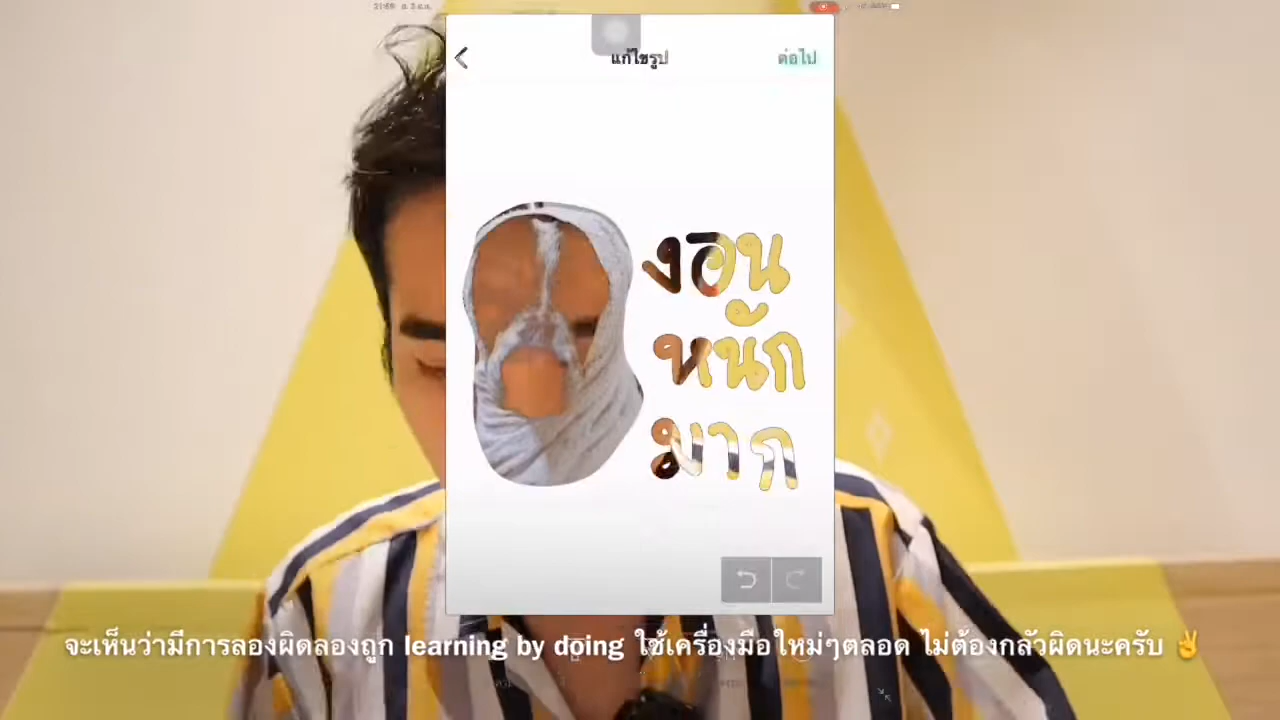 แก้ไขรูป
ต่อไป
งอน
หนัก
มาก
จะเห็นว่ามีการลองผิดลองถูก learning by doing ใช้เครื่องมือใหม่ๆตลอด ไม่ต้องกลัวผิดนะครับ ✌